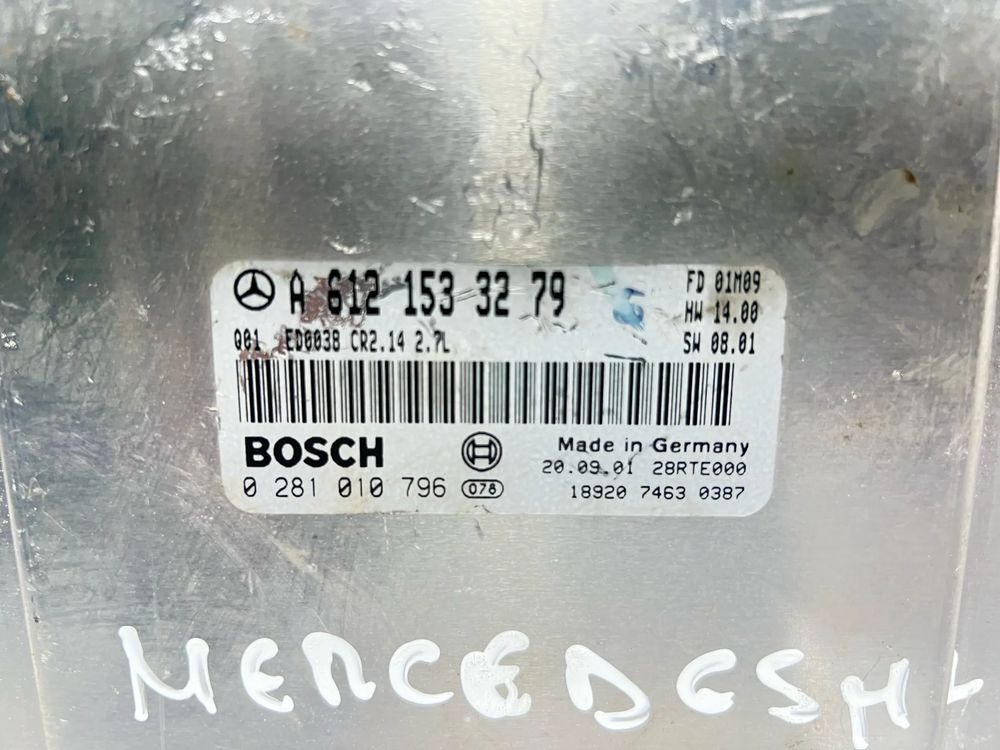 A 612 153 32 79
FD 01M09
HW 14.00
Q01 ED0038 CR2.14 2.7L
SW 08.01
BOSCH
Made in Germany
20.09.01 28RTE000
0 281 010 796 078
18920 7463 0387
MERCEDES